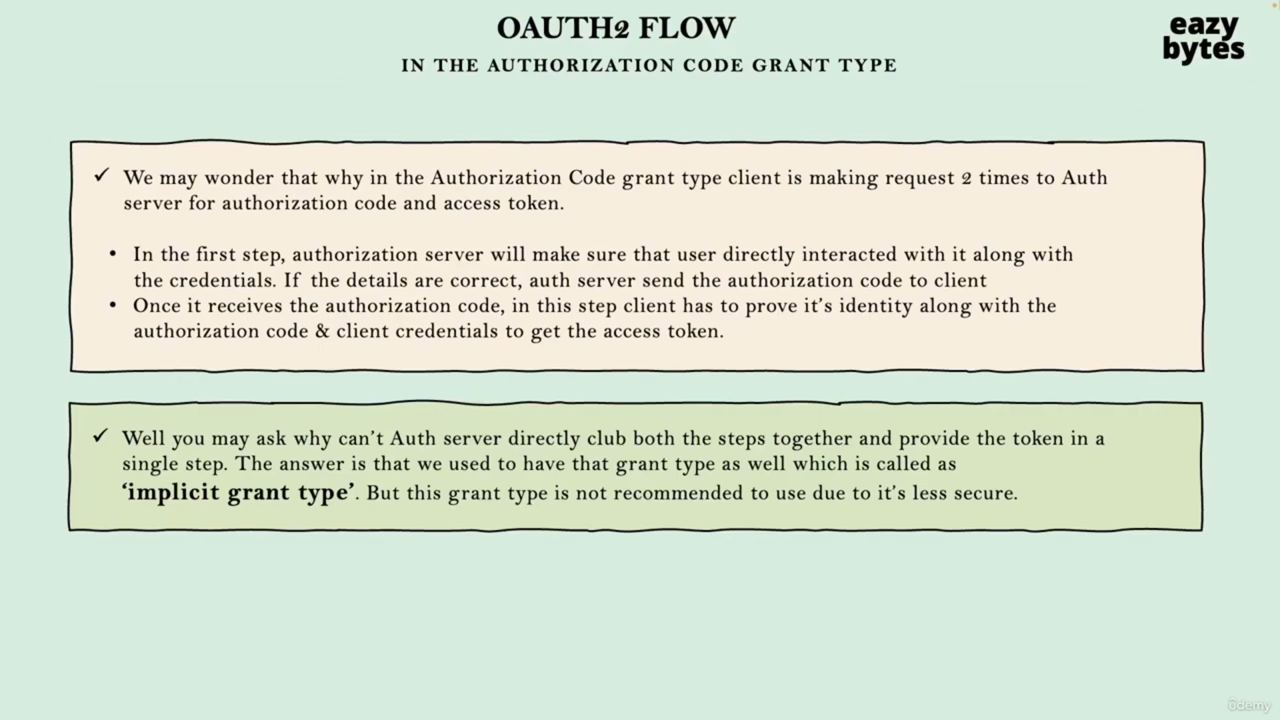 OAUTH2 FLOW
IN THE AUTHORIZATION CODE GRANT TYPE
eazy
bytes
✓ We may wonder that why in the Authorization Code grant type client is making request 2 times to Auth
server for authorization code and access token.
• In the first step, authorization server will make sure that user directly interacted with it along with
the credentials. If the details are correct, auth server send the authorization code to client
• Once it receives the authorization code, in this step client has to prove it's identity along with the
authorization code & client credentials to get the access token.
✓ Well you may ask why can't Auth server directly club both the steps together and provide the token in a
single step. The answer is that we used to have that grant type as well which is called as
‘implicit grant type’. But this grant type is not recommended to use due to it's less secure.
ûdemy